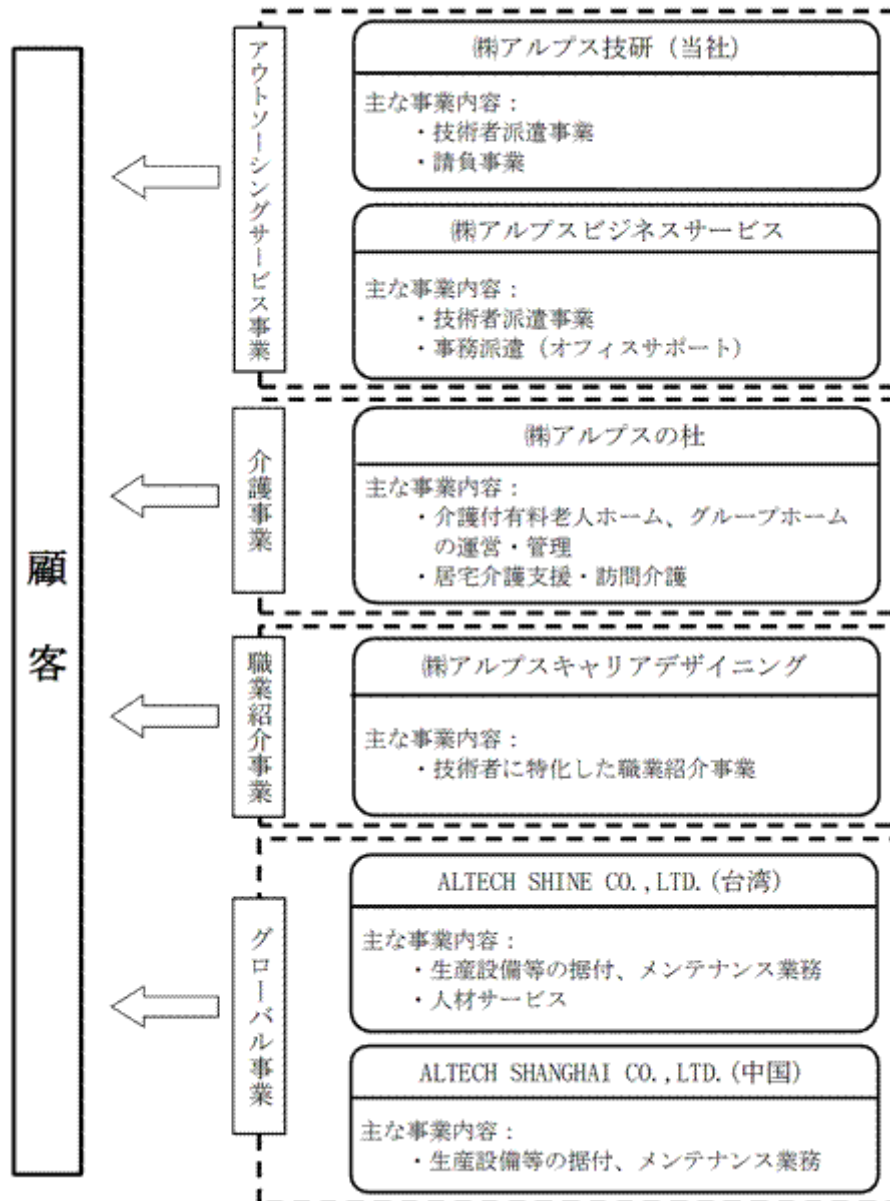 顧客
アウトソーシングサービス事業
㈱アルプス技研（当社）
主な事業内容：
・技術者派遣事業
・請負事業
㈱アルプスビジネスサービス
主な事業内容：
・技術者派遣事業
・事務派遣（オフィスサポート）
介護事業
㈱アルプスの杜
主な事業内容：
・介護付有料老人ホーム、グループホーム
の運営・管理
・居宅介護支援・訪問介護
職業紹介事業
㈱アルプスキャリアデザイニング
主な事業内容：
・技術者に特化した職業紹介事業
グローバル事業
ALTECH SHINE CO.,LTD.(台湾)
主な事業内容：
・生産設備等の据付、メンテナンス業務
・人材サービス
ALTECH SHANGHAI CO.,LTD.(中国)
主な事業内容：
・生産設備等の据付、メンテナンス業務